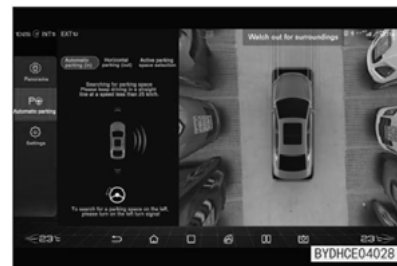 EXT
Watch out for surroundings
Automatic parking (in)
Horizontal parking (out)
Active parking space selection
Panorama
Searching for parking space
Please keep driving in a straight
line at a speed less than 25 km/h.
P
Automatic parking
Settings
To search for a parking space on the left,
please turn on the left turn signal
23
23
BYDHCE04028